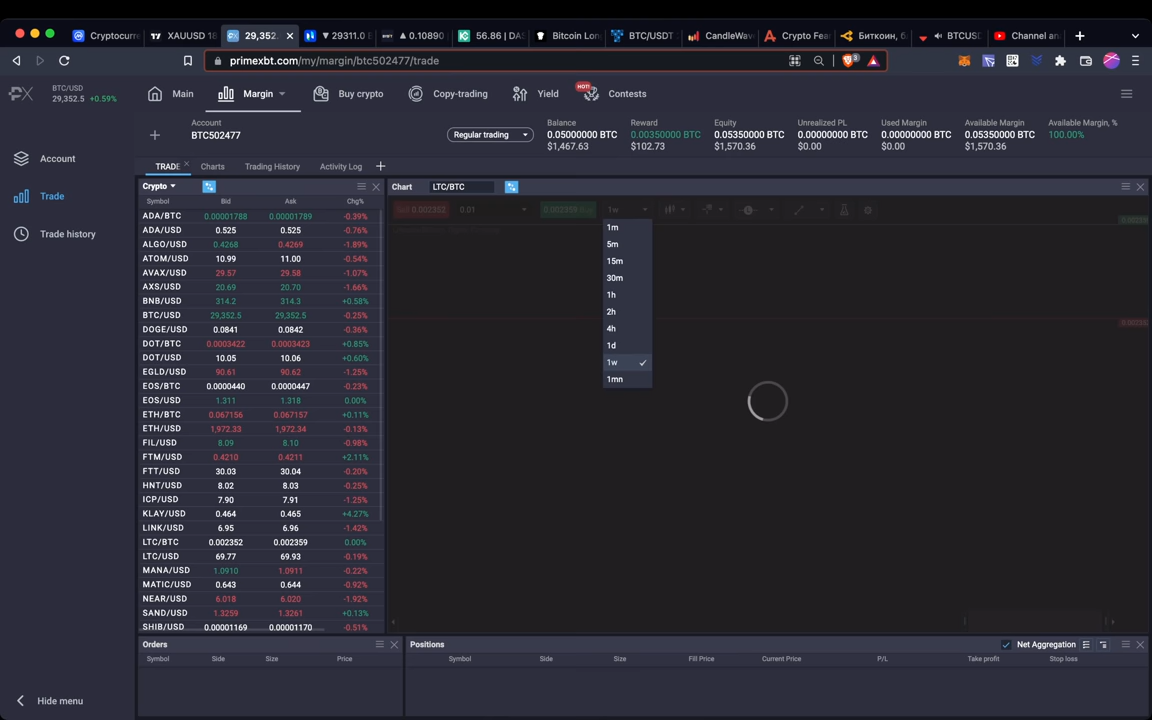 Cryptocurre
XAUUSD 18
29,352.
▼ 29311.0
▲ 0.10890
56.86 | DAS
Bitcoin Lon
BTC/USDT
CandleWave
Crypto Fea
Биткоин, б
BTCUSD
Channel an
primexbt.com/my/margin/btc502477/trade
BTC/USD
29,352.5 +0.59%
Main
Margin
Buy crypto
Copy-trading
Yield
HOT!
Contests
Account
BTC502477
Regular trading
Balance
0.05000000 BTC
$1,467.63
Reward
0.00350000 BTC
$102.73
Equity
0.05350000 BTC
$1,570.36
Unrealized PL
0.00000000 BTC
$0.00
Used Margin
0.00000000 BTC
$0.00
Available Margin
0.05350000 BTC
$1,570.36
Available Margin, %
100.00%
Account
Trade
Trade history
Hide menu
TRADE
Charts
Trading History
Activity Log
Crypto
Symbol Bid Ask Chg%
ADA/BTC 0.00001788 0.00001789 -0.39%
ADA/USD 0.525 0.525 -0.76%
ALGO/USD 0.4268 0.4269 -1.89%
ATOM/USD 10.99 11.00 -0.54%
AVAX/USD 29.57 29.58 -1.07%
AXS/USD 20.69 20.70 -1.66%
BNB/USD 314.2 314.3 +0.58%
BTC/USD 29,352.5 29,352.5 -0.25%
DOGE/USD 0.0841 0.0842 -0.36%
DOT/BTC 0.0003422 0.0003423 +0.85%
DOT/USD 10.05 10.06 +0.60%
EGLD/USD 90.61 90.62 -1.25%
EOS/BTC 0.0000440 0.0000447 -0.23%
EOS/USD 1.311 1.318 0.00%
ETH/BTC 0.067156 0.067157 +0.11%
ETH/USD 1,972.33 1,972.34 -0.13%
FIL/USD 8.09 8.10 -0.98%
FTM/USD 0.4210 0.4211 +2.11%
FTT/USD 30.03 30.04 -0.20%
HNT/USD 8.02 8.03 -0.25%
ICP/USD 7.90 7.91 -1.25%
KLAY/USD 0.464 0.465 +4.27%
LINK/USD 6.95 6.96 -1.42%
LTC/BTC 0.002352 0.002359 0.00%
LTC/USD 69.77 69.93 -0.19%
MANA/USD 1.0910 1.0911 -0.22%
MATIC/USD 0.643 0.644 -0.92%
NEAR/USD 6.018 6.020 -1.92%
SAND/USD 1.3259 1.3261 +0.13%
SHIB/USD 0.00001169 0.00001170 -0.51%
Chart LTC/BTC
Sell 0.002352
0.01
0.002359 Buy
1w
1m
5m
15m
30m
1h
2h
4h
1d
1w
1mn
Orders
Symbol Side Size Price
Positions
Net Aggregation
Symbol Side Size Fill Price Current Price P/L Take profit Stop loss